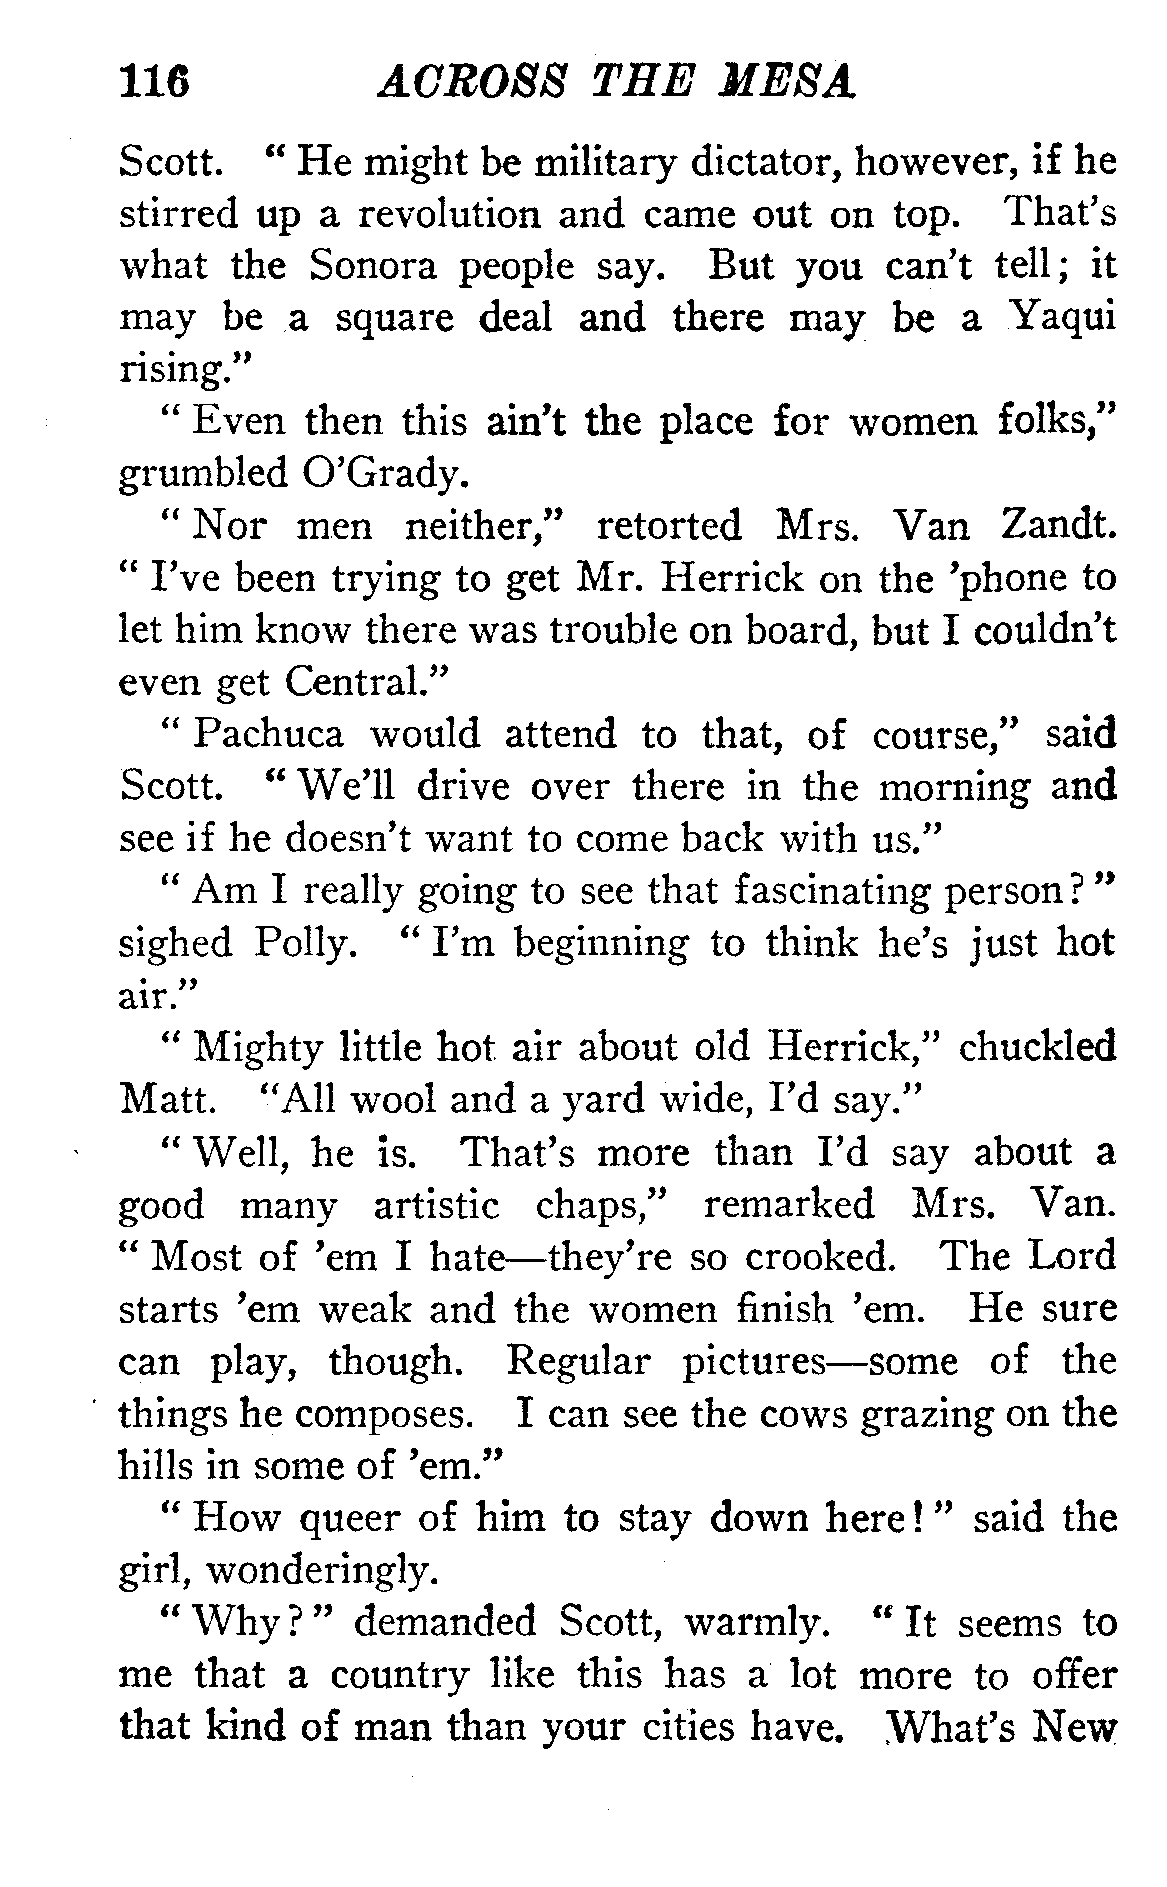 116 ACROSS THE MESA
Scott. " He might be military dictator, however, if he
stirred up a revolution and came out on top. That's
what the Sonora people say. But you can't tell; it
may be a square deal and there may be a Yaqui
rising."
" Even then this ain't the place for women folks,"
grumbled O'Grady.
" Nor men neither," retorted Mrs. Van Zandt.
" I've been trying to get Mr. Herrick on the 'phone to
let him know there was trouble on board, but I couldn't
even get Central."
" Pachuca would attend to that, of course," said
Scott. " We'll drive over there in the morning and
see if he doesn't want to come back with us."
" Am I really going to see that fascinating person? "
sighed Polly. " I'm beginning to think he's just hot
air."
" Mighty little hot air about old Herrick," chuckled
Matt. "All wool and a yard wide, I'd say."
" Well, he is. That's more than I'd say about a
good many artistic chaps," remarked Mrs. Van.
" Most of 'em I hate—they're so crooked. The Lord
starts 'em weak and the women finish 'em. He sure
can play, though. Regular pictures—some of the
things he composes. I can see the cows grazing on the
hills in some of 'em."
" How queer of him to stay down here! " said the
girl, wonderingly.
" Why? " demanded Scott, warmly. " It seems to
me that a country like this has a lot more to offer
that kind of man than your cities have. What's New